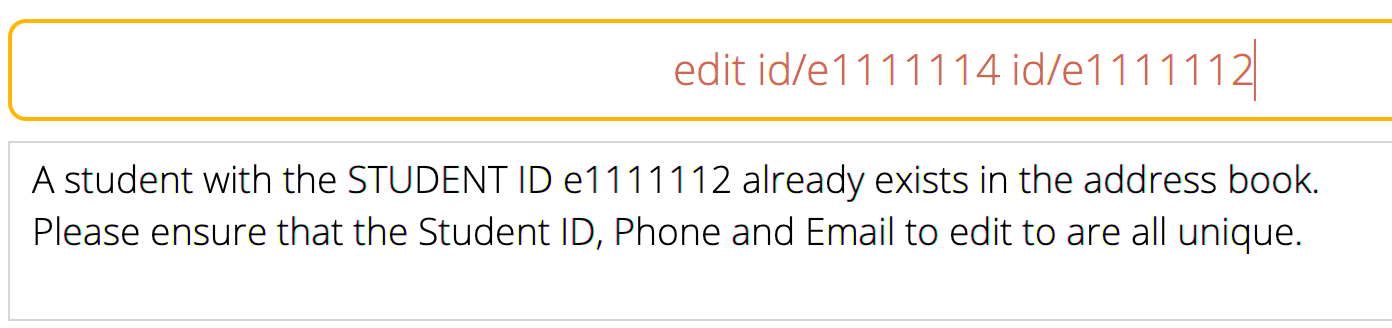 edit id/e1111114 id/e1111112
A student with the STUDENT ID e1111112 already exists in the address book.
Please ensure that the Student ID, Phone and Email to edit to are all unique.